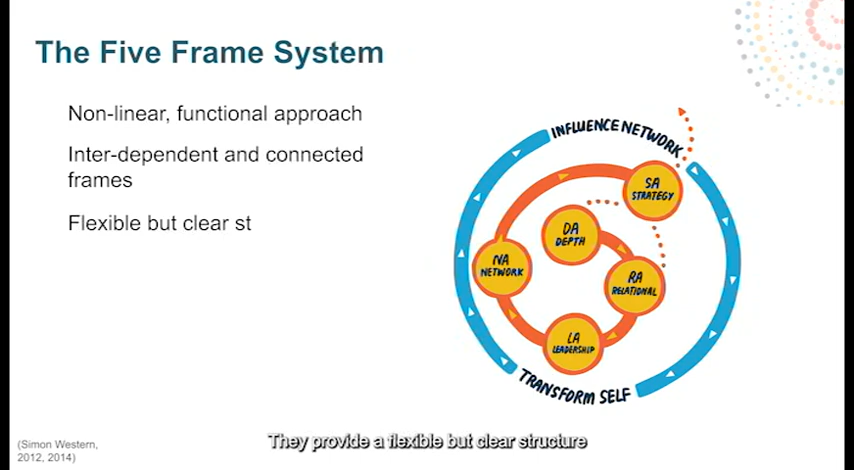 The Five Frame System
Non-linear, functional approach
Inter-dependent and connected
frames
Flexible but clear st
INFLUENCE NETWORK
SA
STRATEGY
DA
DEPTH
NA
NETWORK
RA
RELATIONAL
LA
LEADERSHIP
TRANSFORM SELF
They provide a flexible but clear structure
(Simon Western,
2012, 2014)